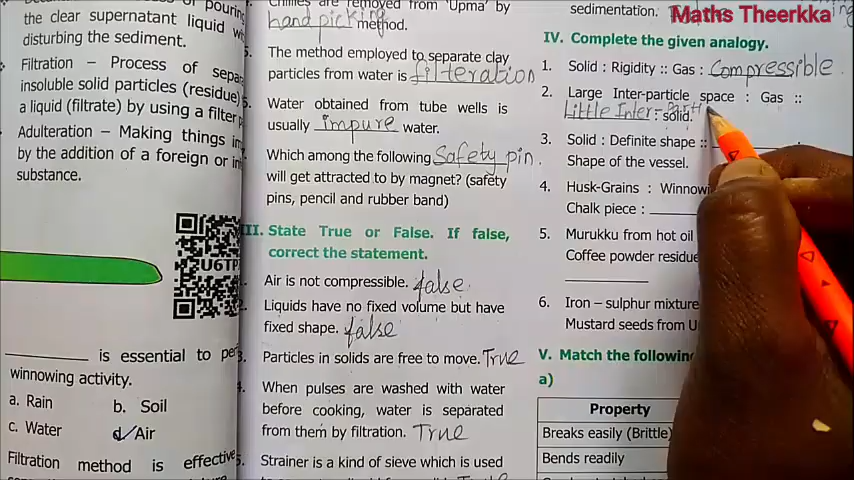 of pouring
the clear supernatant liquid
disturbing the sediment.
Filtration – Process of
insoluble solid particles (residue)
a liquid (filtrate) by using a filter
Adulteration – Making things
by the addition of a foreign or
substance.
U6TP
is essential to
winnowing activity.
a. Rain b. Soil
c. Water d. Air
Filtration method is effective
Chillies are removed from 'Upma' by
hand picking method.
The method employed to separate clay
particles from water is filteration
Water obtained from tube wells is
usually impure water.
Which among the following Safety pin.
will get attracted to by magnet? (safety
pins, pencil and rubber band)
III. State True or False. If false,
correct the statement.
Air is not compressible. false.
Liquids have no fixed volume but have
fixed shape. false
Particles in solids are free to move. True
When pulses are washed with water
before cooking, water is separated
from them by filtration. True
Strainer is a kind of sieve which is used
sedimentation.
Maths Theerkka
IV. Complete the given analogy.
1. Solid : Rigidity :: Gas : Compressible.
2. Large Inter-particle space : Gas ::
Little Inter-Parti : solid.
3. Solid : Definite shape ::
Shape of the vessel.
4. Husk-Grains :
Chalk piece :
5. Murukku from hot oil
Coffee powder residue
6. Iron – sulphur mixture
Mustard seeds from
V. Match the following
a)
Property
Breaks easily (Brittle)
Bends readily